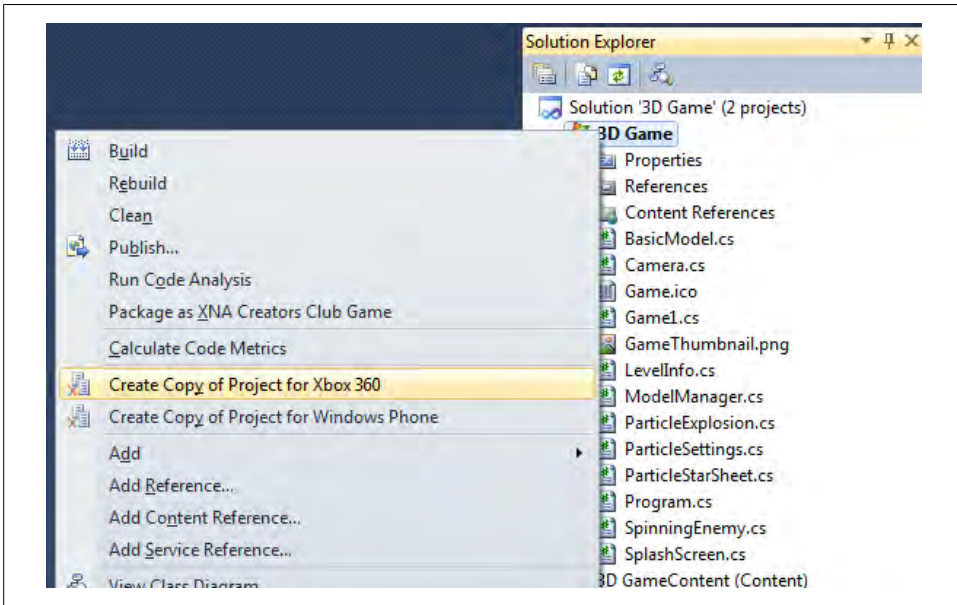 Solution Explorer
Solution '3D Game' (2 projects)
3D Game
Properties
References
Content References
BasicModel.cs
Camera.cs
Game.ico
Game1.cs
GameThumbnail.png
LevelInfo.cs
ModelManager.cs
ParticleExplosion.cs
ParticleSettings.cs
ParticleStarSheet.cs
Program.cs
SpinningEnemy.cs
SplashScreen.cs
3D GameContent (Content)
Build
Rebuild
Clean
Publish...
Run Code Analysis
Package as XNA Creators Club Game
Calculate Code Metrics
Create Copy of Project for Xbox 360
Create Copy of Project for Windows Phone
Add
Add Reference...
Add Content Reference...
Add Service Reference...
View Class Diagram